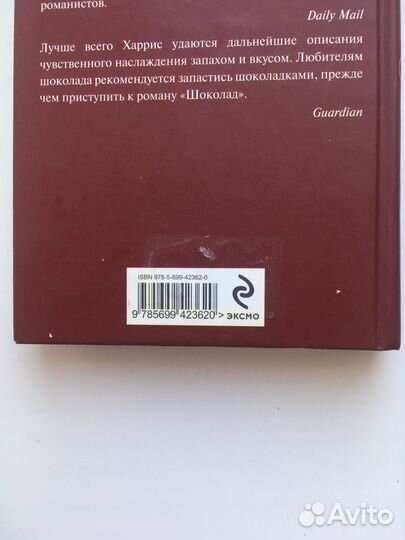 романистов.
Daily Mail
Лучше всего Харрис удаются дальнейшие описания
чувственного наслаждения запахом и вкусом. Любителям
шоколада рекомендуется запастись шоколадками, прежде
чем приступить к роману «Шоколад».
Guardian
ISBN 978-5-699-42362-0
9 785699 423620 >
ЭКСМО
Avito